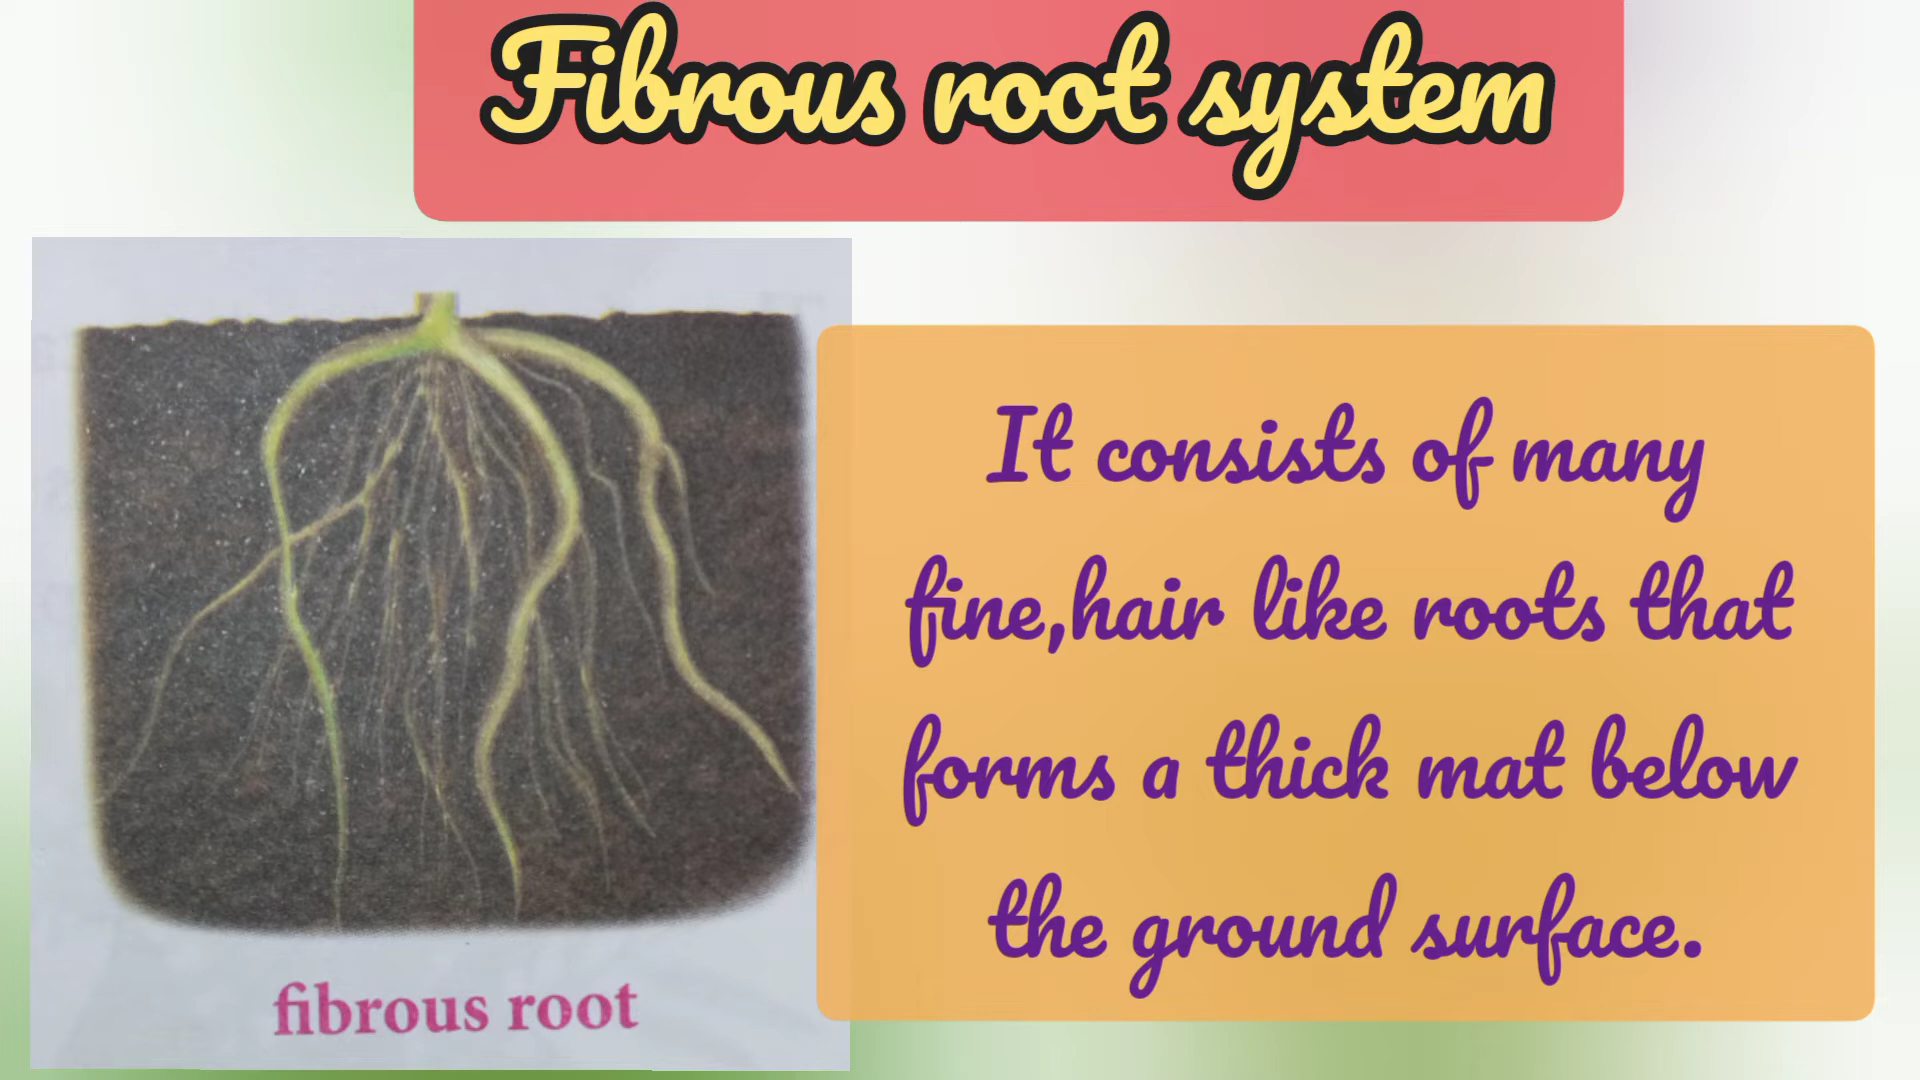 Fibrous root system
It consists of many
fine,hair like roots that
forms a thick mat below
the ground surface.
fibrous root